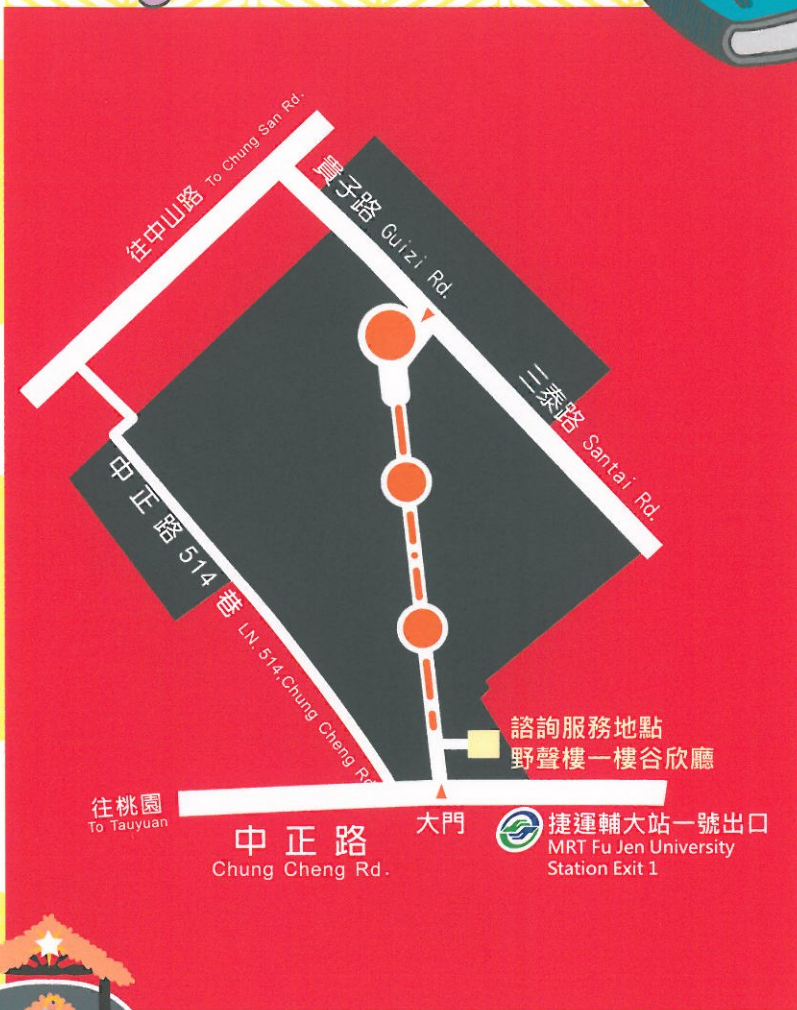 往中山路 To Chung San Rd.
貴子路 Guizi Rd.
三泰路 Santai Rd.
中正路 514 巷 LN. 514,Chung Cheng Rd.
諮詢服務地點
野聲樓一樓谷欣廳
往桃園
To Tauyuan
中正路
Chung Cheng Rd.
大門
捷運輔大站一號出口
MRT Fu Jen University
Station Exit 1